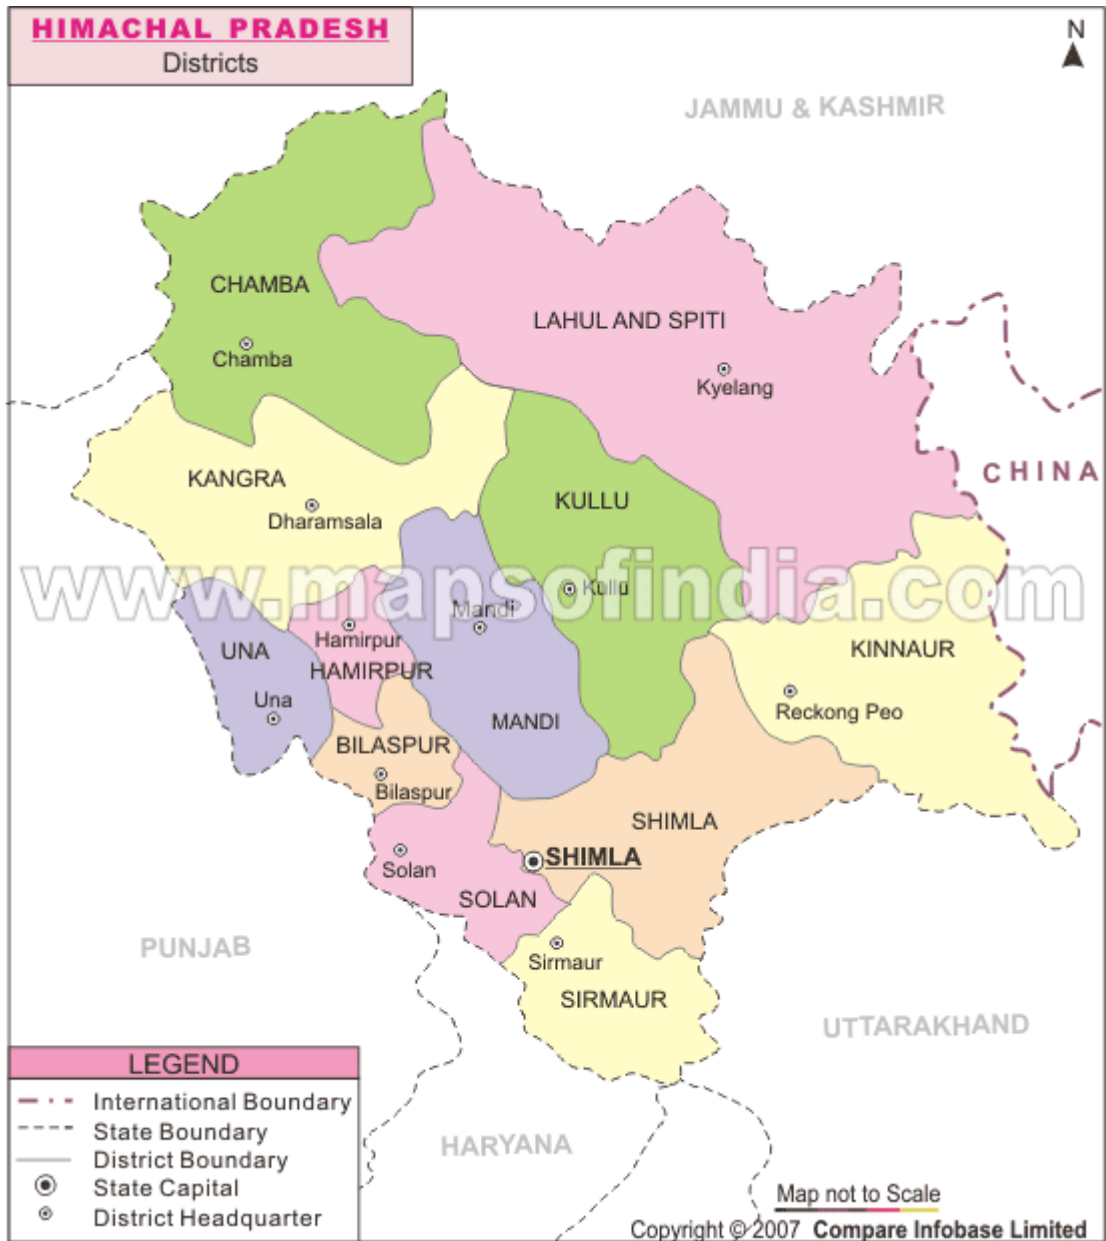 HIMACHAL PRADESH
Districts
N
JAMMU & KASHMIR
CHAMBA
LAHUL AND SPITI
Chamba
Kyelang
CHINA
KANGRA
KULLU
Dharamsala
www.mapsofindia.com
Kullu
Mandi
Hamirpur
UNA
KINNAUR
HAMIRPUR
Una
Reckong Peo
MANDI
BILASPUR
Bilaspur
SHIMLA
SHIMLA
Solan
SOLAN
PUNJAB
Sirmaur
SIRMAUR
UTTARAKHAND
HARYANA
LEGEND
International Boundary
State Boundary
District Boundary
State Capital
District Headquarter
Map not to Scale
Copyright © 2007 Compare Infobase Limited